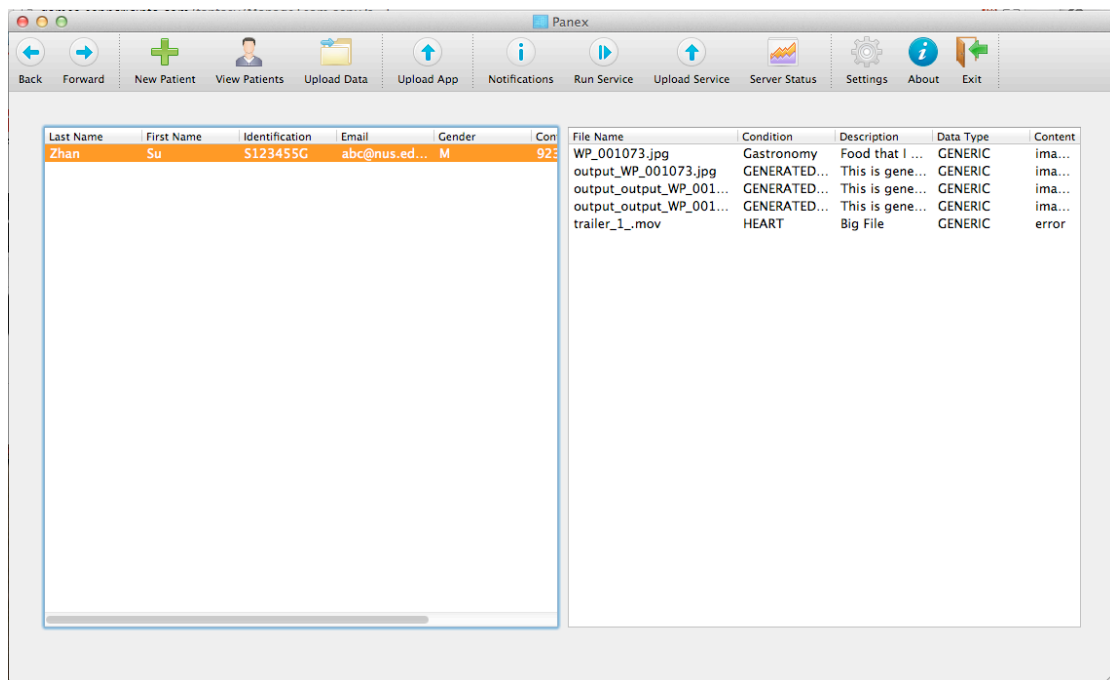 Panex
Back Forward New Patient View Patients Upload Data Upload App Notifications Run Service Upload Service Server Status Settings About Exit
Last Name First Name Identification Email Gender Con
Zhan Su S123455G abc@nus.ed... M 923
File Name Condition Description Data Type Content
WP_001073.jpg Gastronomy Food that I ... GENERIC ima...
output_WP_001073.jpg GENERATED... This is gene... GENERIC ima...
output_output_WP_001... GENERATED... This is gene... GENERIC ima...
output_output_WP_001... GENERATED... This is gene... GENERIC ima...
trailer_1_.mov HEART Big File GENERIC error